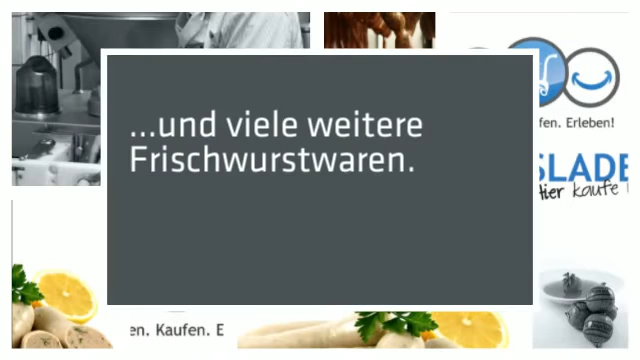 ...und viele weitere
Frischwurstwaren.
fen. Erleben!
SLADE
Hier kaufe
en. Kaufen. E